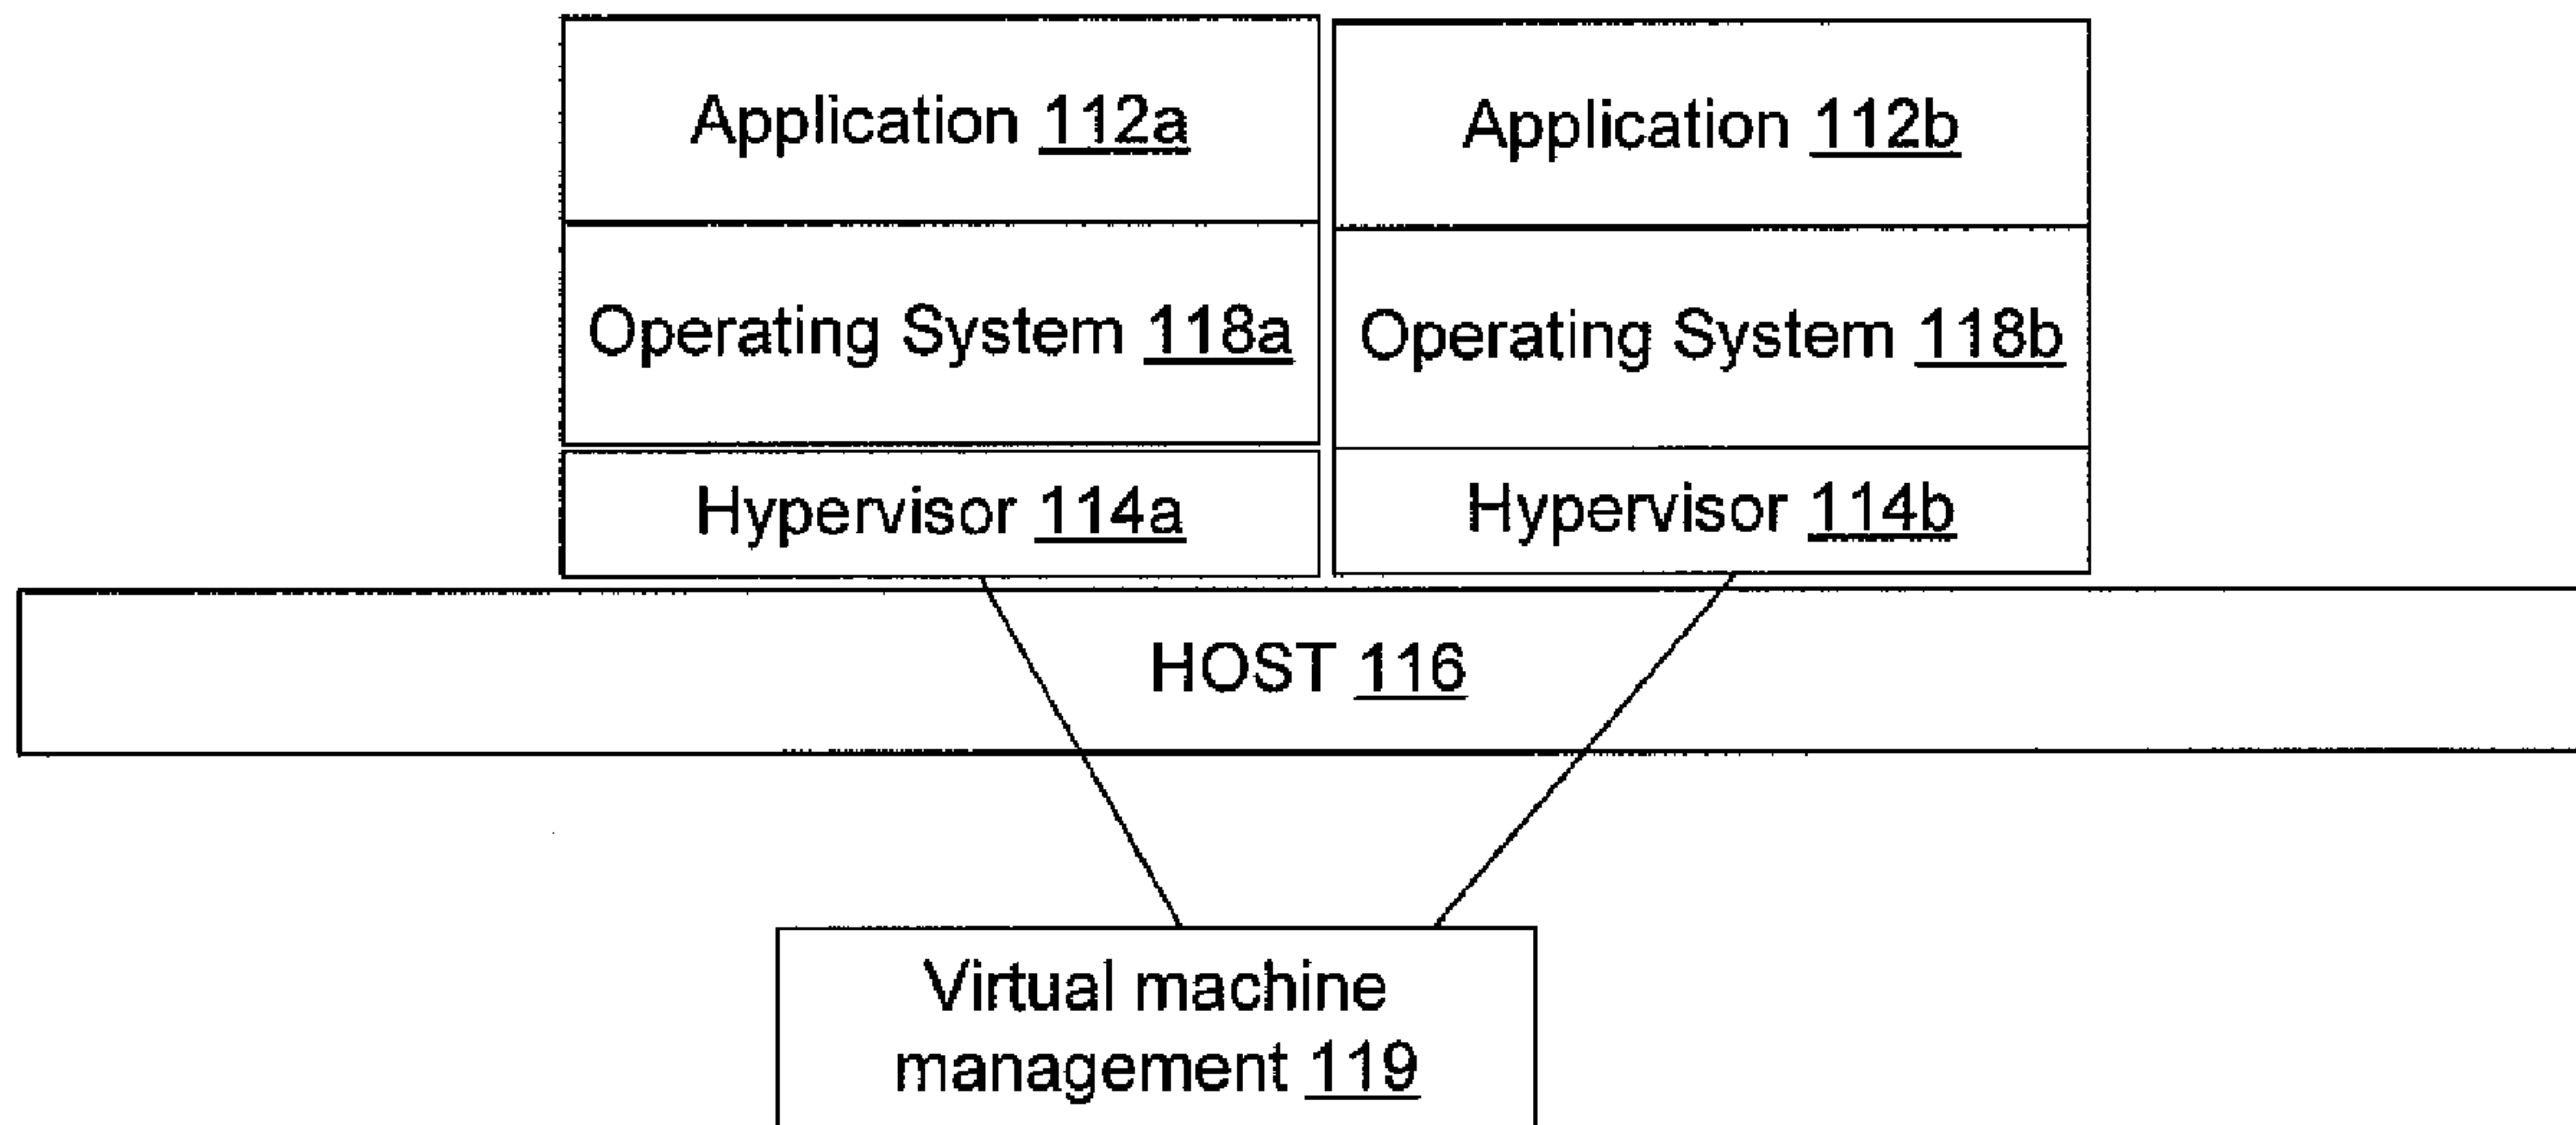 Application 112a
Application 112b
Operating System 118a
Operating System 118b
Hypervisor 114a
Hypervisor 114b
HOST 116
Virtual machine
management 119